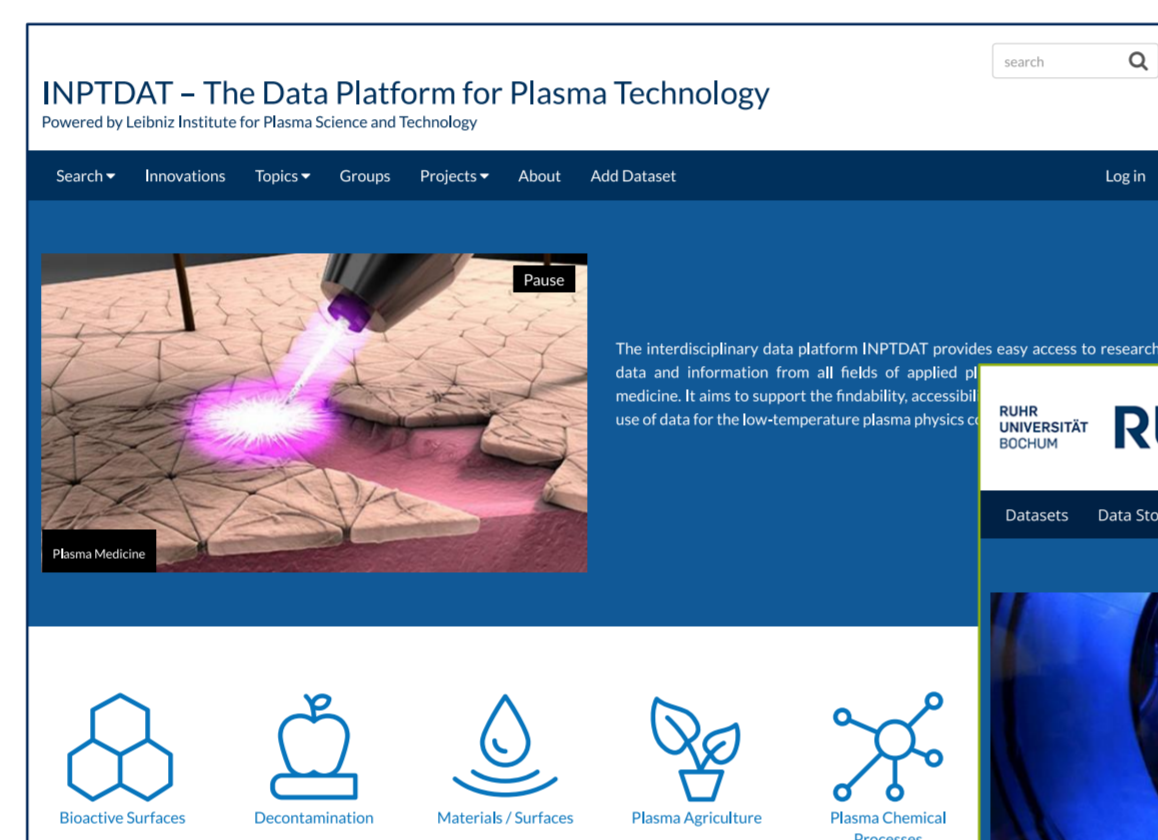 search
INPTDAT – The Data Platform for Plasma Technology
Powered by Leibniz Institute for Plasma Science and Technology
Search Innovations Topics Groups Projects About Add Dataset Log in
Pause
Plasma Medicine
The interdisciplinary data platform INPTDAT provides easy access to research
data and information from all fields of applied
medicine. It aims to support the findability,
use of data for the low-temperature plasma physics
RUHR
UNIVERSITÄT
BOCHUM
Datasets Data
Bioactive Surfaces
Decontamination
Materials / Surfaces
Plasma Agriculture
Plasma Chemical
Processes